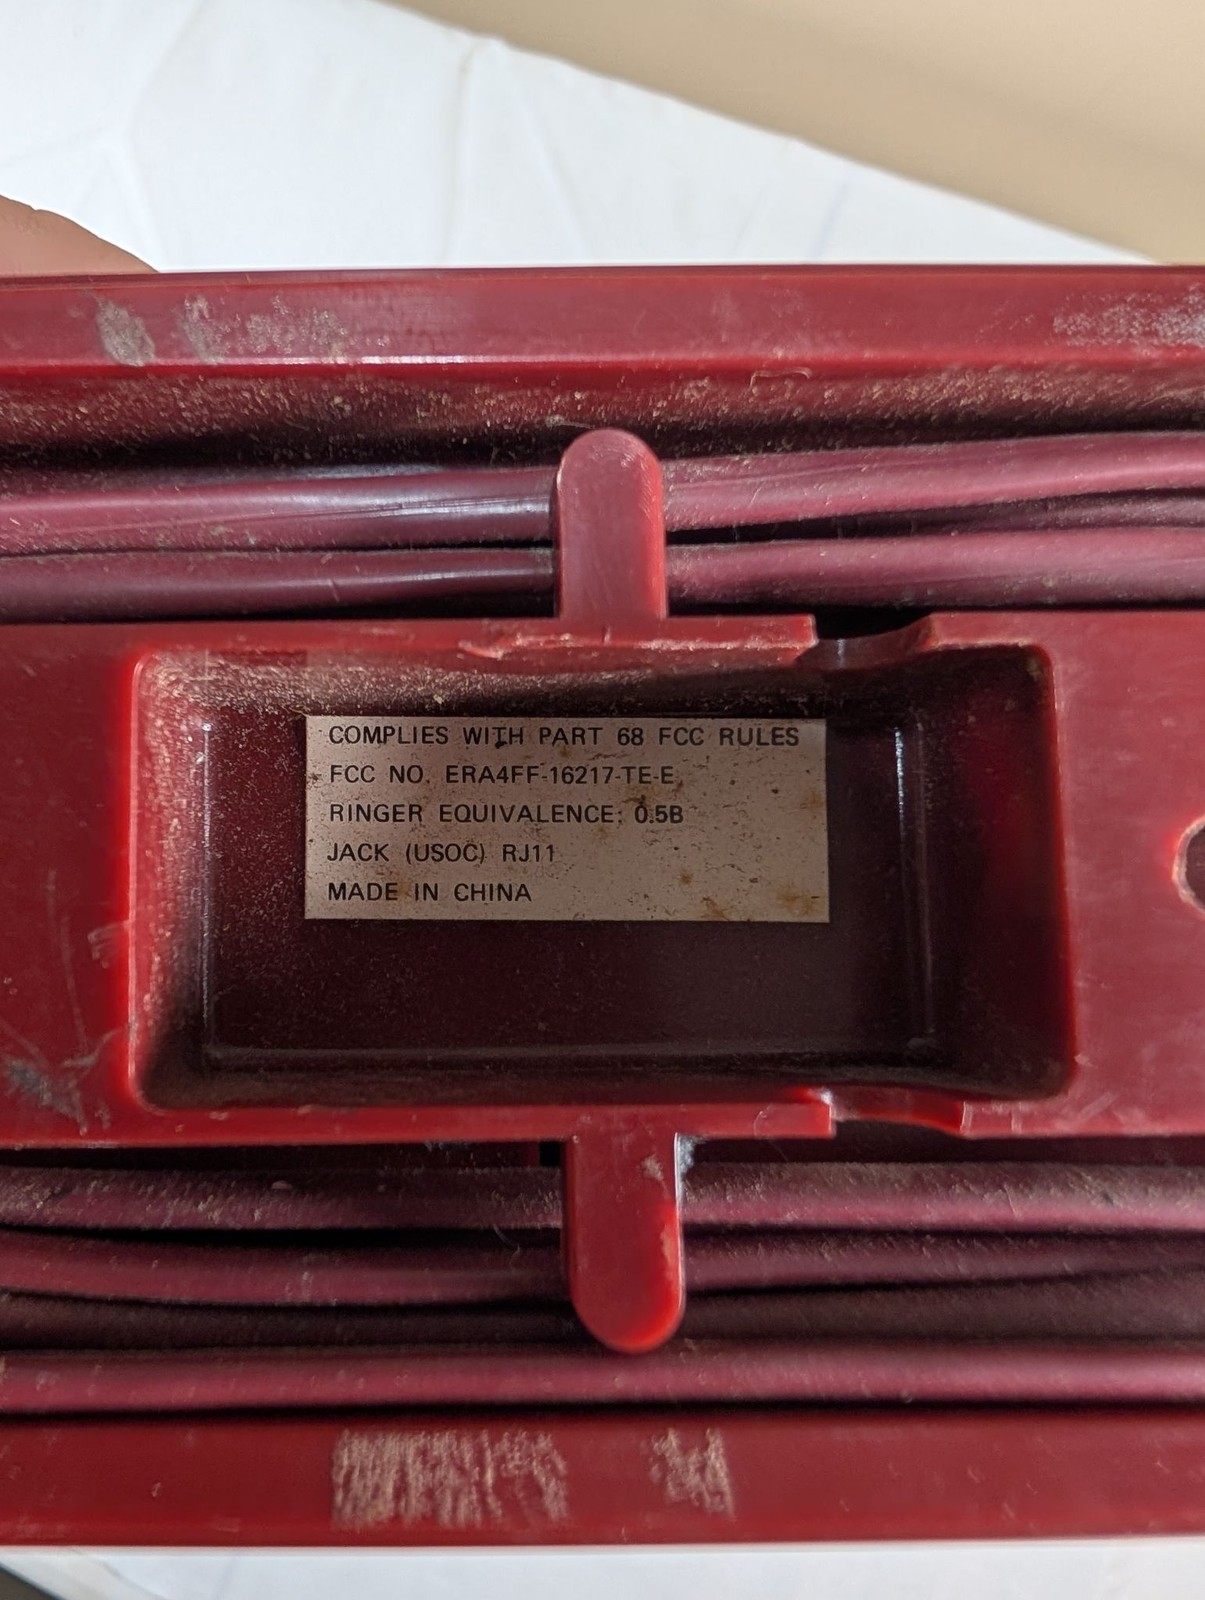 COMPLIES WITH PART 68 FCC RULES
FCC NO. ERA4FF-16217-TE-E
RINGER EQUIVALENCE: 0.5B
JACK (USOC) RJ11
MADE IN CHINA